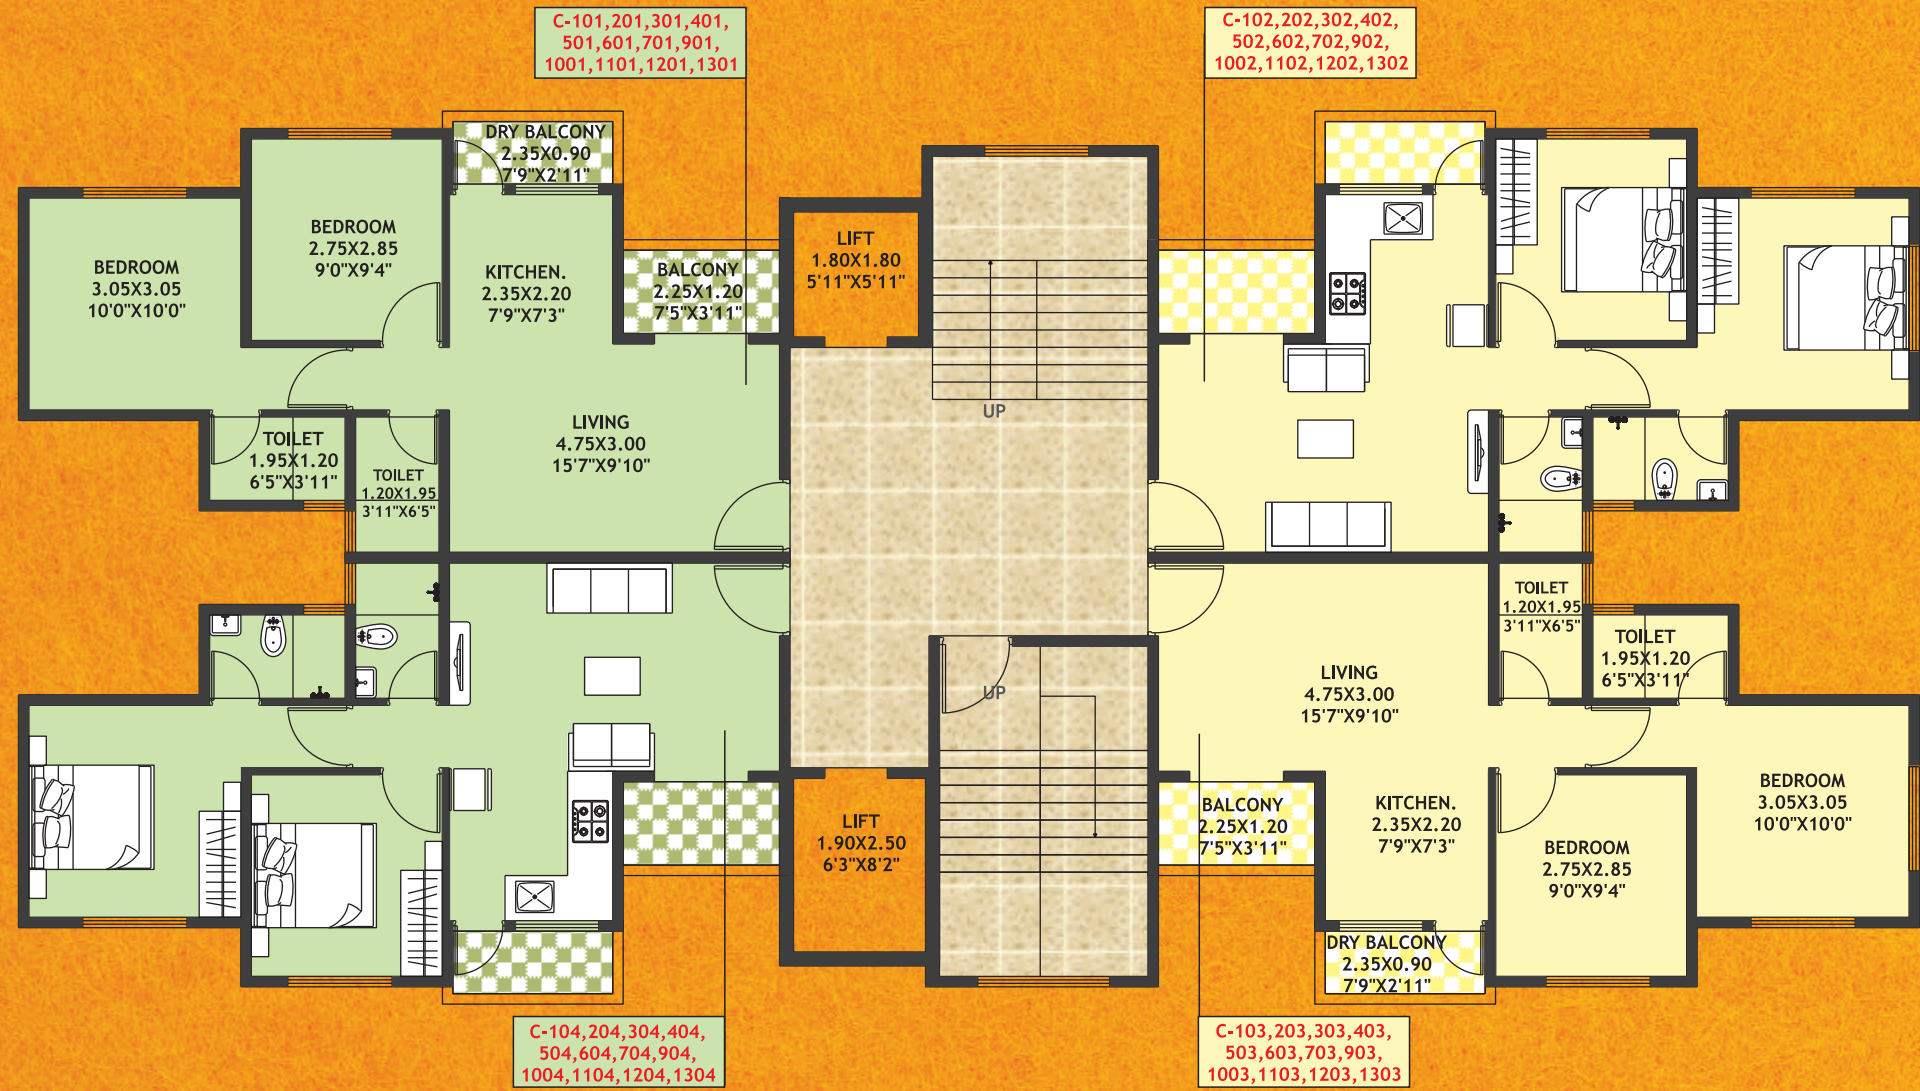 C-101,201,301,401,
501,601,701,901,
1001,1101,1201,1301
C-102,202,302,402,
502,602,702,902,
1002,1102,1202,1302
DRY BALCONY
2.35X0.90
7'9"X2'11"
BEDROOM
2.75X2.85
9'0"X9'4"
BEDROOM
3.05X3.05
10'0"X10'0"
KITCHEN.
2.35X2.20
7'9"X7'3"
BALCONY
2.25X1.20
7'5"X3'11"
LIFT
1.80X1.80
5'11"X5'11"
UP
LIVING
4.75X3.00
15'7"X9'10"
TOILET
1.95X1.20
6'5"X3'11"
TOILET
1.20X1.95
3'11"X6'5"
TOILET
1.20X1.95
3'11"X6'5"
TOILET
1.95X1.20
6'5"X3'11"
LIVING
4.75X3.00
15'7"X9'10"
UP
BEDROOM
3.05X3.05
10'0"X10'0"
BALCONY
2.25X1.20
7'5"X3'11"
KITCHEN.
2.35X2.20
7'9"X7'3"
LIFT
1.90X2.50
6'3"X8'2"
BEDROOM
2.75X2.85
9'0"X9'4"
DRY BALCONY
2.35X0.90
7'9"X2'11"
C-104,204,304,404,
504,604,704,904,
1004,1104,1204,1304
C-103,203,303,403,
503,603,703,903,
1003,1103,1203,1303